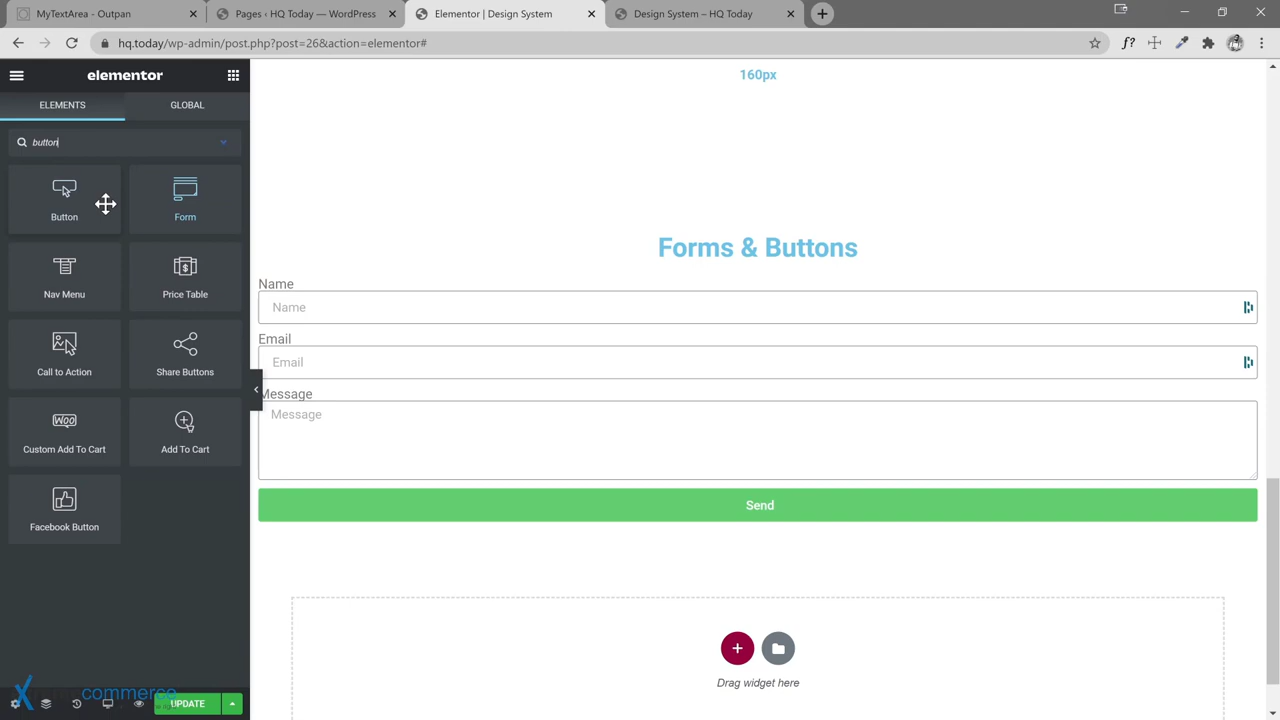 MyTextArea - Outpan
Pages ‹ HQ Today — WordPress
Elementor | Design System
Design System – HQ Today
hq.today/wp-admin/post.php?post=26&action=elementor#
elementor
ELEMENTS
GLOBAL
button
Button
Form
Nav Menu
Price Table
Call to Action
Share Buttons
Woo
Custom Add To Cart
Add To Cart
Facebook Button
commerce
UPDATE
160px
Forms & Buttons
Name
Name
Email
Email
Message
Message
Send
Drag widget here